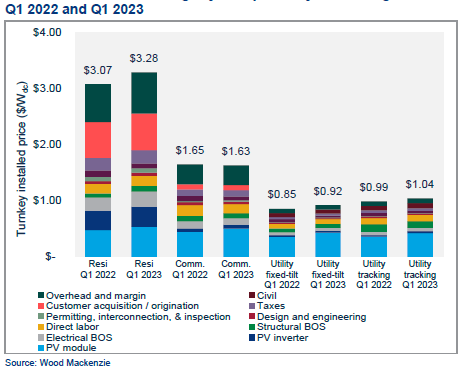 Q1 2022 and Q1 2023
Turnkey installed price ($/Wdc)
$4.00
$3.00
$2.00
$1.00
$-
$3.07
$3.28
$1.65
$1.63
$0.85
$0.92
$0.99
$1.04
Resi
Q1 2022
Resi
Q1 2023
Comm.
Q1 2022
Comm.
Q1 2023
Utility
fixed-tilt
Q1 2022
Utility
fixed-tilt
Q1 2023
Utility
tracking
Q1 2022
Utility
tracking
Q1 2023
Overhead and margin
Civil
Customer acquisition / origination
Taxes
Permitting, interconnection, & inspection
Design and engineering
Direct labor
Structural BOS
Electrical BOS
PV inverter
PV module
Source: Wood Mackenzie